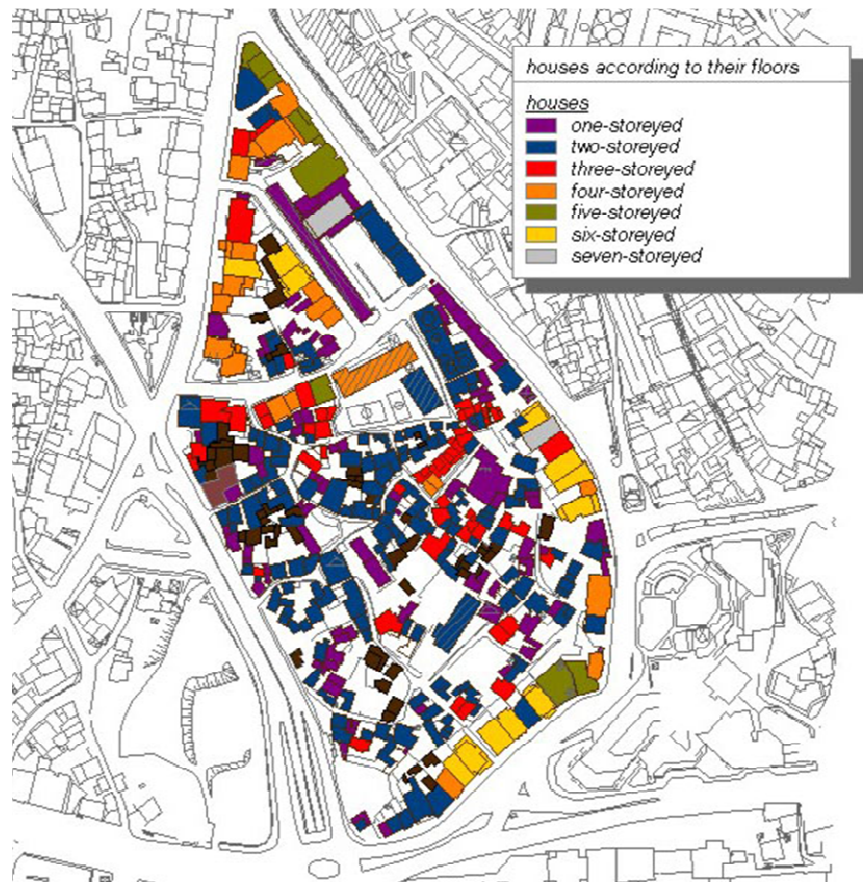 houses according to their floors
houses
one-storeyed
two-storeyed
three-storeyed
four-storeyed
five-storeyed
six-storeyed
seven-storeyed